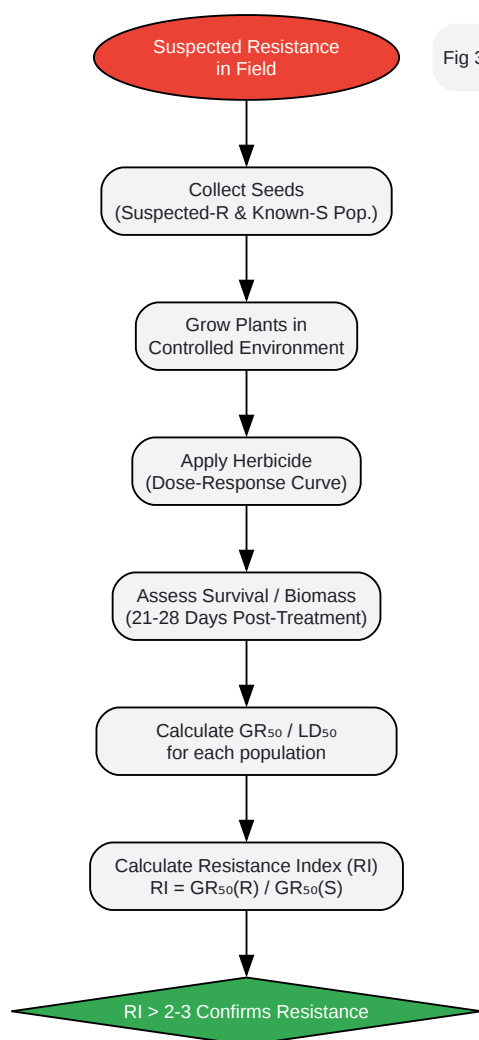 Suspected Resistance
in Field
Fig 3
Collect Seeds
(Suspected-R & Known-S Pop.)
Grow Plants in
Controlled Environment
Apply Herbicide
(Dose-Response Curve)
Assess Survival / Biomass
(21-28 Days Post-Treatment)
Calculate GR₅₀ / LD₅₀
for each population
Calculate Resistance Index (RI)
RI = GR₅₀(R) / GR₅₀(S)
RI > 2-3 Confirms Resistance